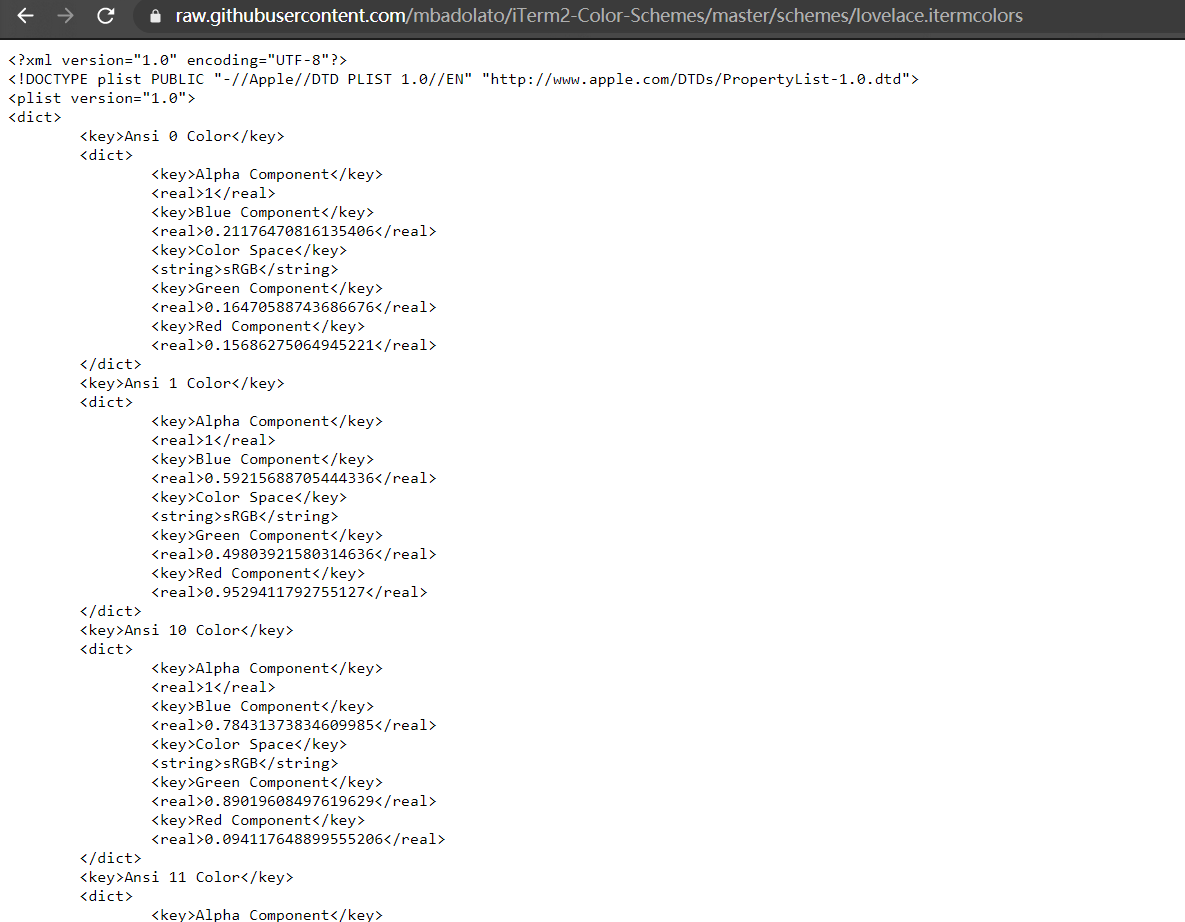 raw.githubusercontent.com/mbadolato/iTerm2-Color-Schemes/master/schemes/lovelace.itermcolors
<?xml version="1.0" encoding="UTF-8"?>
<!DOCTYPE plist PUBLIC "-//Apple//DTD PLIST 1.0//EN" "http://www.apple.com/DTDs/PropertyList-1.0.dtd">
<plist version="1.0">
<dict>
<key>Ansi 0 Color</key>
<dict>
<key>Alpha Component</key>
<real>1</real>
<key>Blue Component</key>
<real>0.21176470816135406</real>
<key>Color Space</key>
<string>sRGB</string>
<key>Green Component</key>
<real>0.16470588743686676</real>
<key>Red Component</key>
<real>0.15686275064945221</real>
</dict>
<key>Ansi 1 Color</key>
<dict>
<key>Alpha Component</key>
<real>1</real>
<key>Blue Component</key>
<real>0.59215688705444336</real>
<key>Color Space</key>
<string>sRGB</string>
<key>Green Component</key>
<real>0.49803921580314636</real>
<key>Red Component</key>
<real>0.9529411792755127</real>
</dict>
<key>Ansi 10 Color</key>
<dict>
<key>Alpha Component</key>
<real>1</real>
<key>Blue Component</key>
<real>0.78431373834609985</real>
<key>Color Space</key>
<string>sRGB</string>
<key>Green Component</key>
<real>0.89019608497619629</real>
<key>Red Component</key>
<real>0.094117648899555206</real>
</dict>
<key>Ansi 11 Color</key>
<dict>
<key>Alpha Component</key>